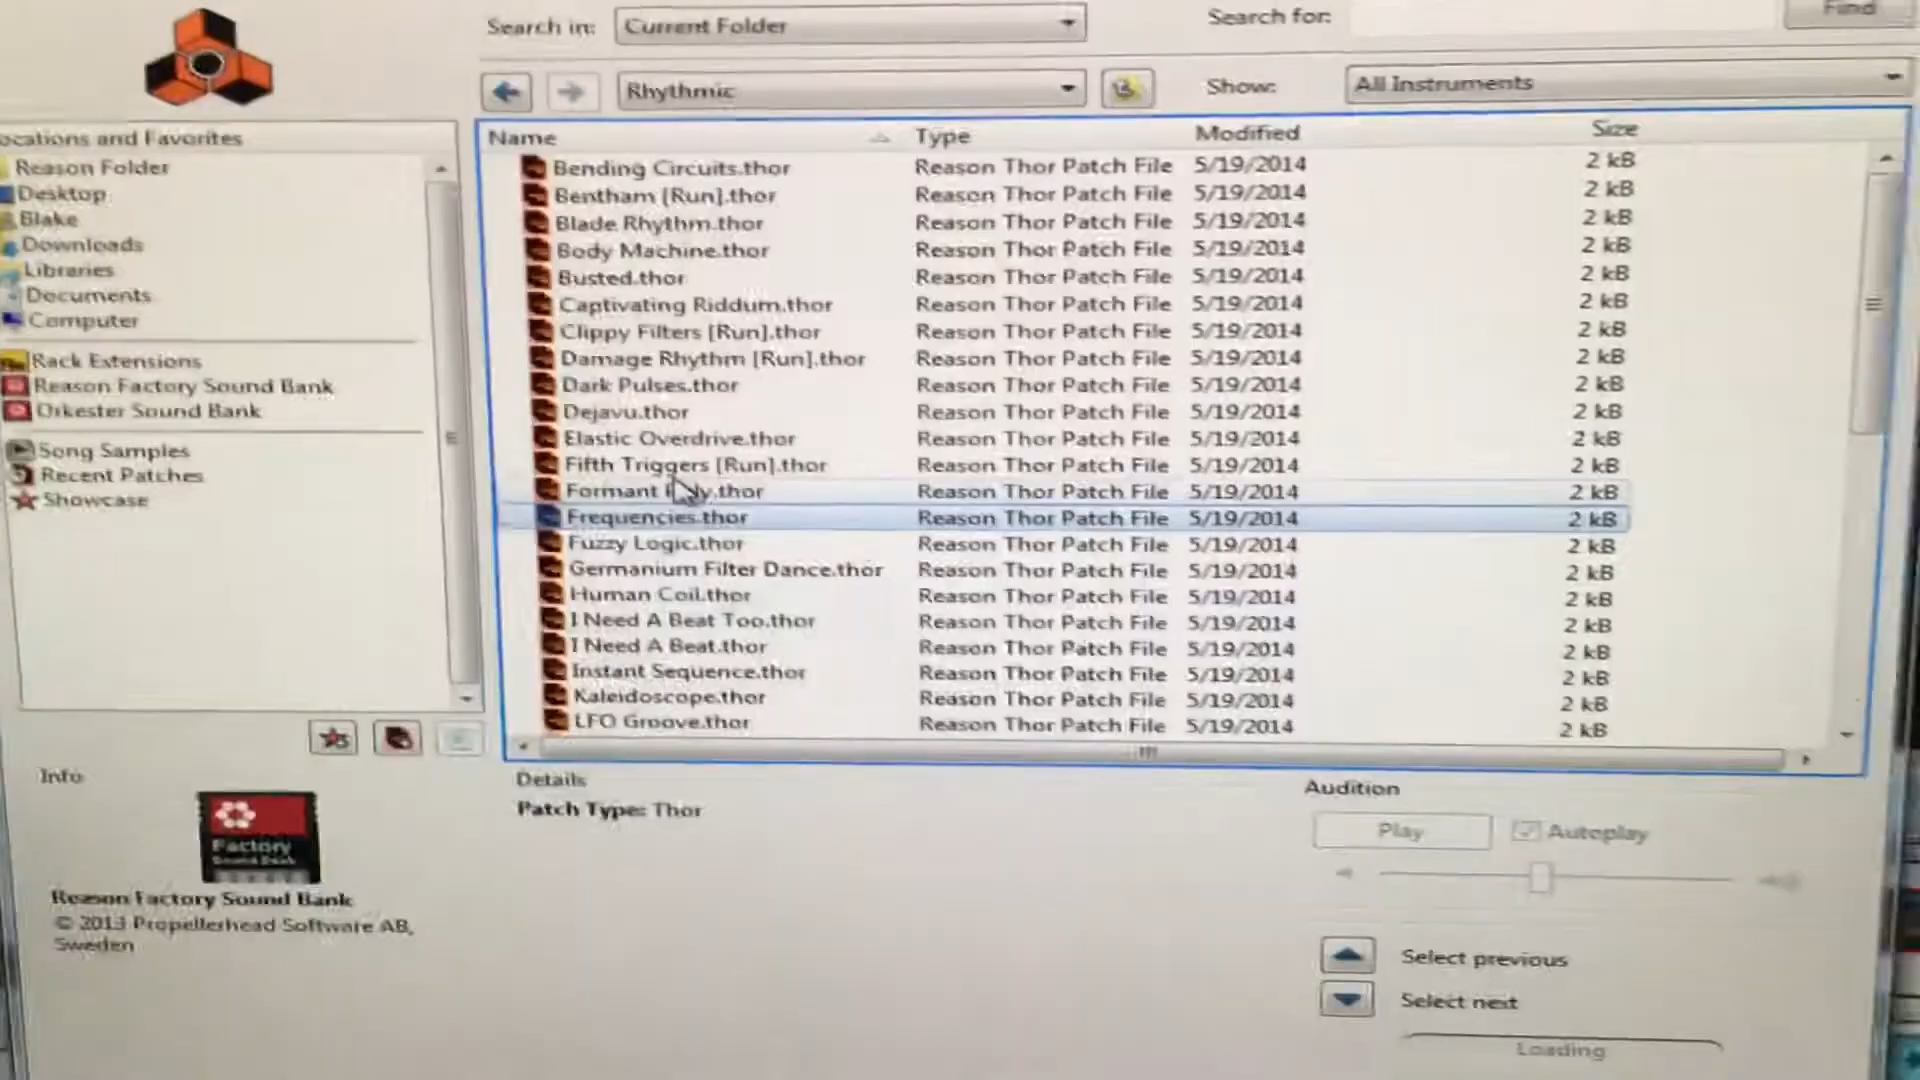 Search in: Current Folder Search for: Find
Rhythmic Show: All Instruments
ocations and Favorites
Reason Folder
Desktop
Blake
Downloads
Libraries
Documents
Computer
Rack Extensions
Reason Factory Sound Bank
Orkester Sound Bank
Song Samples
Recent Patches
Showcase
Name Type Modified Size
Bending Circuits.thor Reason Thor Patch File 5/19/2014 2 kB
Bentham [Run].thor Reason Thor Patch File 5/19/2014 2 kB
Blade Rhythm.thor Reason Thor Patch File 5/19/2014 2 kB
Body Machine.thor Reason Thor Patch File 5/19/2014 2 kB
Busted.thor Reason Thor Patch File 5/19/2014 2 kB
Captivating Riddum.thor Reason Thor Patch File 5/19/2014 2 kB
Clippy Filters [Run].thor Reason Thor Patch File 5/19/2014 2 kB
Damage Rhythm [Run].thor Reason Thor Patch File 5/19/2014 2 kB
Dark Pulses.thor Reason Thor Patch File 5/19/2014 2 kB
Dejavu.thor Reason Thor Patch File 5/19/2014 2 kB
Elastic Overdrive.thor Reason Thor Patch File 5/19/2014 2 kB
Fifth Triggers [Run].thor Reason Thor Patch File 5/19/2014 2 kB
Formant Reason Thor Patch File 5/19/2014 2 kB
Frequencies.thor Reason Thor Patch File 5/19/2014 2 kB
Fuzzy Logic.thor Reason Thor Patch File 5/19/2014 2 kB
Germanium Filter Dance.thor Reason Thor Patch File 5/19/2014 2 kB
Human Coil.thor Reason Thor Patch File 5/19/2014 2 kB
I Need A Beat Too.thor Reason Thor Patch File 5/19/2014 2 kB
I Need A Beat.thor Reason Thor Patch File 5/19/2014 2 kB
Instant Sequence.thor Reason Thor Patch File 5/19/2014 2 kB
Kaleidoscope.thor Reason Thor Patch File 5/19/2014 2 kB
LFO Groove.thor Reason Thor Patch File 5/19/2014 2 kB
Info
Factory
Sound Bank
Reason Factory Sound Bank
© 2013 Propellerhead Software AB,
Sweden
Details
Patch Type: Thor
Audition
Play Autoplay
Select previous
Select next
Loading